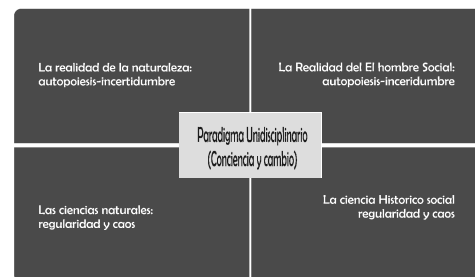 La realidad de la naturaleza:
autopoiesis-incertidumbre
La Realidad del El hombre Social:
autopoiesis-inceridumbre
Paradigma Unidisciplinario
(Conciencia y cambio)
Las ciencias naturales:
regularidad y caos
La ciencia Historico social
regularidad y caos